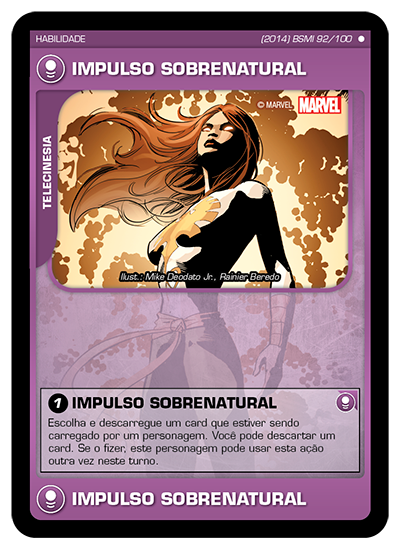 HABILIDADE
(2014) BSMI 92/100
IMPULSO SOBRENATURAL
© MARVEL MARVEL
TELECINESIA
Ilust.: Mike Deodato Jr., Rainier Beredo
1 IMPULSO SOBRENATURAL
Escolha e descarregue um card que estiver sendo
carregado por um personagem. Você pode descartar um
card. Se o fizer, este personagem pode usar esta ação
outra vez neste turno.
IMPULSO SOBRENATURAL